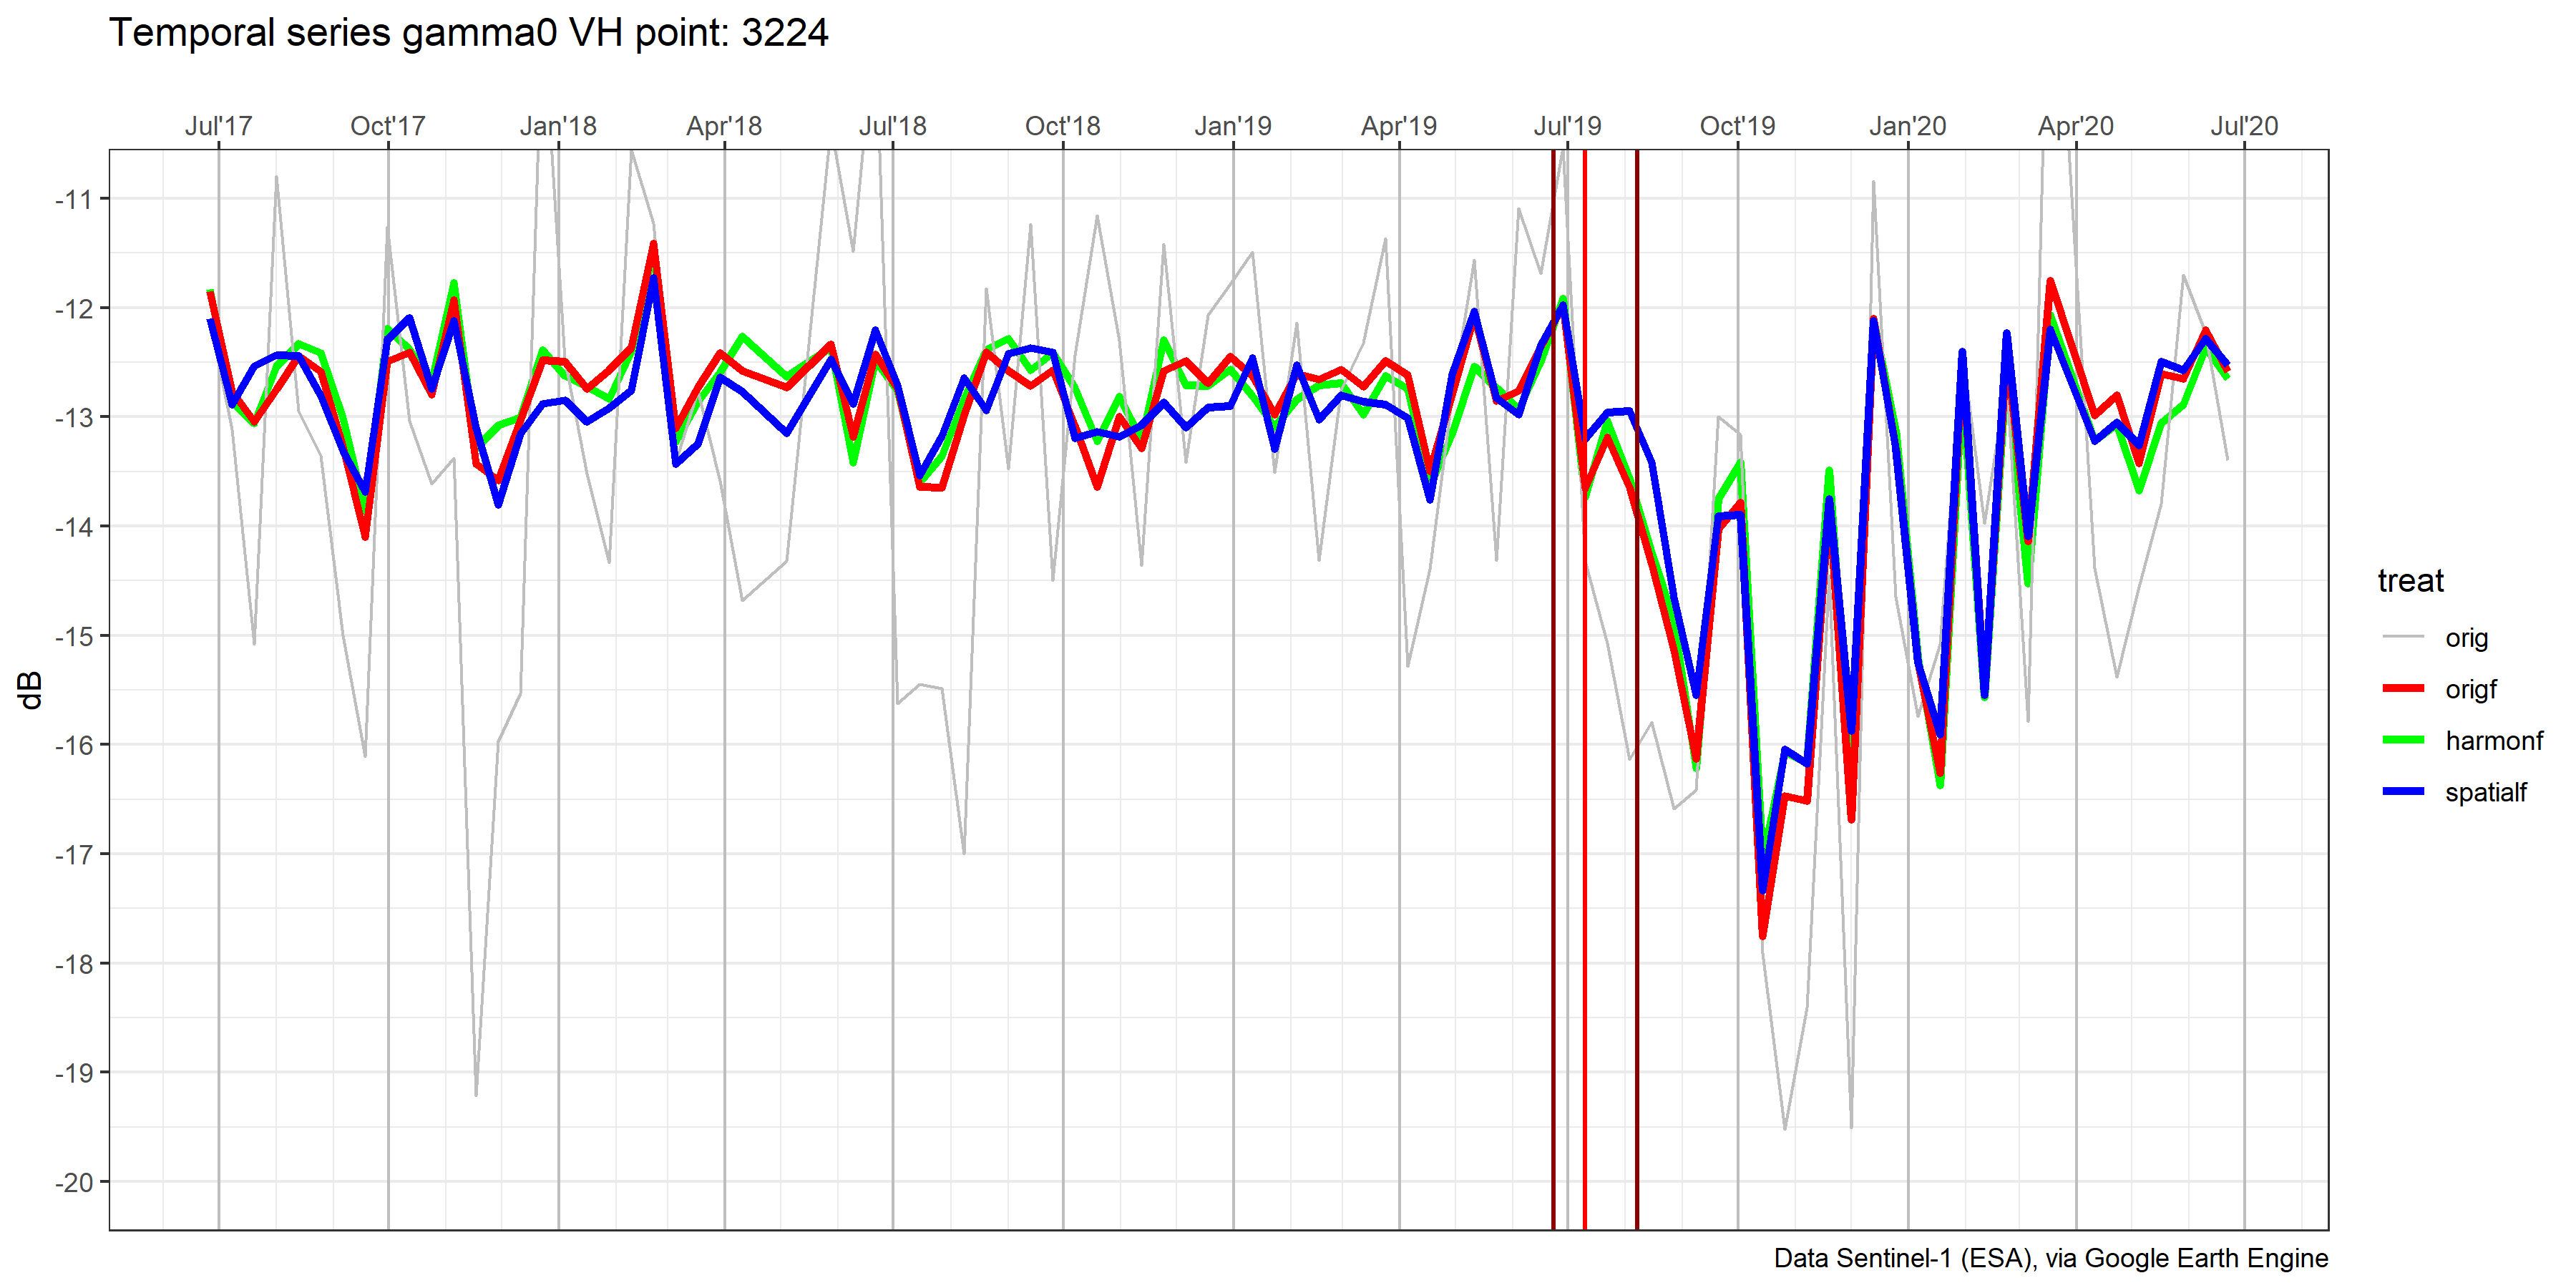 Temporal series gamma0 VH point: 3224
Jul'17 Oct'17 Jan'18 Apr'18 Jul'18 Oct'18 Jan'19 Apr'19 Jul'19 Oct'19 Jan'20 Apr'20 Jul'20
-11
-12
-13
-14
-15
-16
-17
-18
-19
-20
dB
treat
orig
origf
harmonf
spatialf
Data Sentinel-1 (ESA), via Google Earth Engine